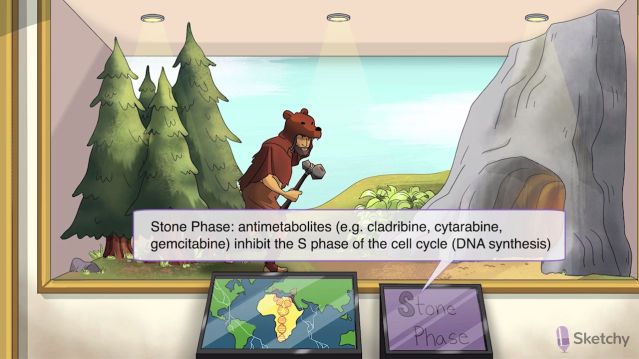 Stone Phase: antimetabolites (e.g. cladribine, cytarabine,
gemcitabine) inhibit the S phase of the cell cycle (DNA synthesis)
Stone
Phase
Sketchy